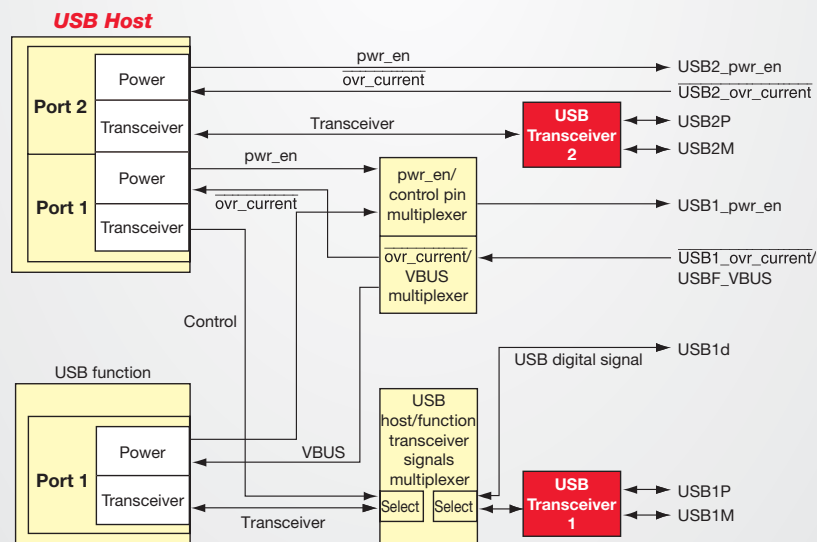 USB Host
Port 2
Power
Transceiver
Port 1
Power
Transceiver
pwr_en
ovr_current
Transceiver
pwr_en
ovr_current
USB
Transceiver
2
USB2_pwr_en
USB2_ovr_current
USB2P
USB2M
pwr_en/
control pin
multiplexer
ovr_current/
VBUS
multiplexer
USB1_pwr_en
USB1_ovr_current/
USBF_VBUS
Control
USB function
Port 1
Power
Transceiver
VBUS
Transceiver
USB
host/function
transceiver
signals
multiplexer
Select
Select
USB digital signal
USB1d
USB
Transceiver
1
USB1P
USB1M